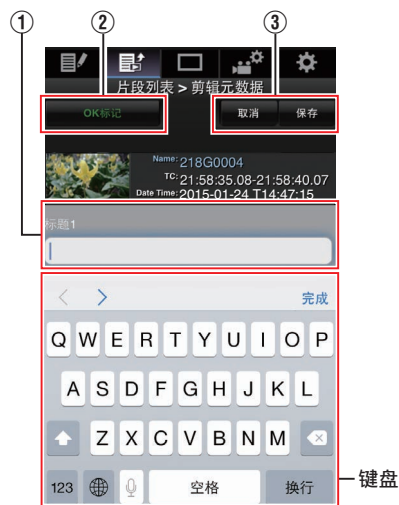 ① ② ③
片段列表 > 剪辑元数据
OK标记 取消 保存
Name: 218G0004
TC: 21:58:35.08-21:58:40.07
Date Time: 2015-01-24 T14:47:15
标题1
完成
Q W E R T Y U I O P
A S D F G H J K L
Z X C V B N M
键盘
123 空格 换行